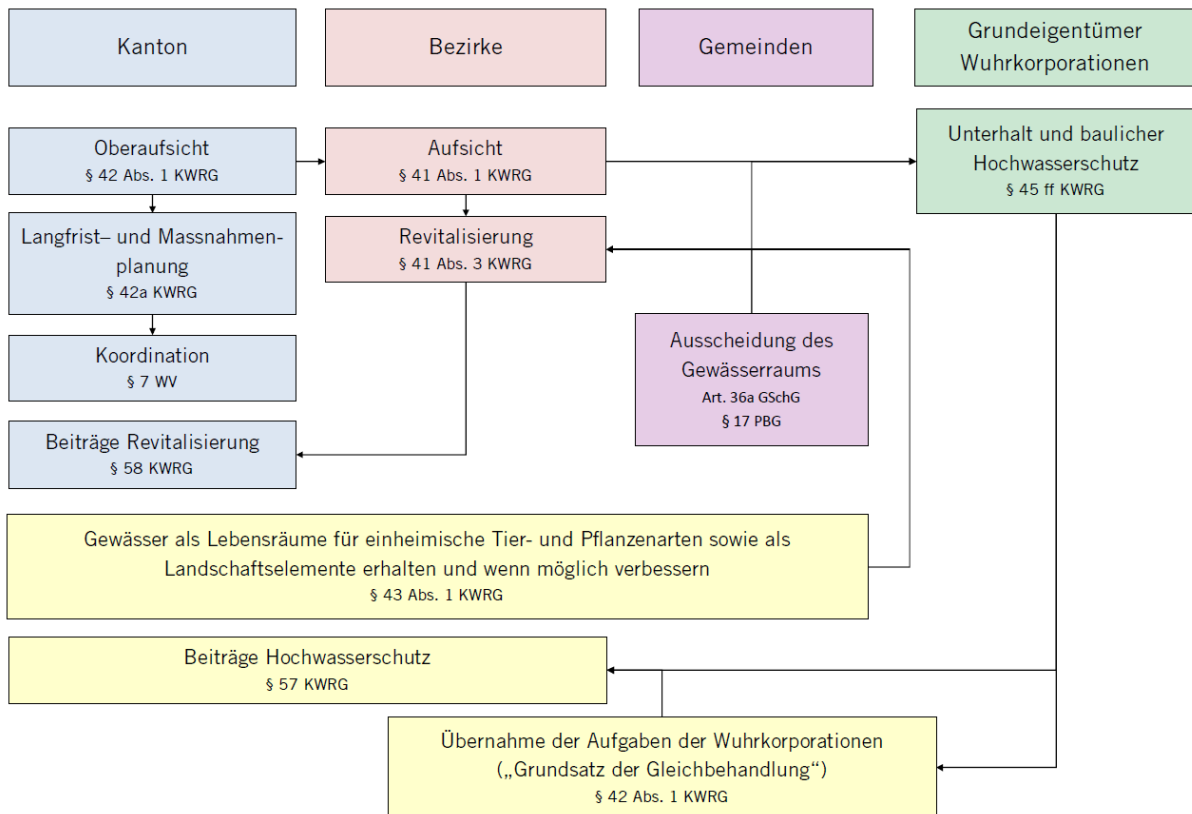 Kanton
Bezirke
Gemeinden
Grundeigentümer
Wuhrkorporationen
Oberaufsicht
§ 42 Abs. 1 KWRG
Aufsicht
§ 41 Abs. 1 KWRG
Unterhalt und baulicher
Hochwasserschutz
§ 45 ff KWRG
Langfrist– und Massnahmen-
planung
§ 42a KWRG
Revitalisierung
§ 41 Abs. 3 KWRG
Koordination
§ 7 WV
Ausscheidung des
Gewässerraums
Art. 36a GSchG
§ 17 PBG
Beiträge Revitalisierung
§ 58 KWRG
Gewässer als Lebensräume für einheimische Tier- und Pflanzenarten sowie als
Landschaftselemente erhalten und wenn möglich verbessern
§ 43 Abs. 1 KWRG
Beiträge Hochwasserschutz
§ 57 KWRG
Übernahme der Aufgaben der Wuhrkorporationen
(„Grundsatz der Gleichbehandlung“)
§ 42 Abs. 1 KWRG